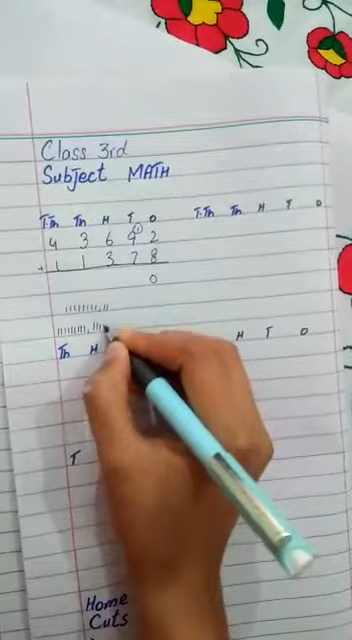 Class 3rd
Subject MATH
T.Th Th H T O T.Th Th H T O
1
4 3 6 9 2
+ 1 1 3 7 8
0
Th H H T O
T
Home
Cuts